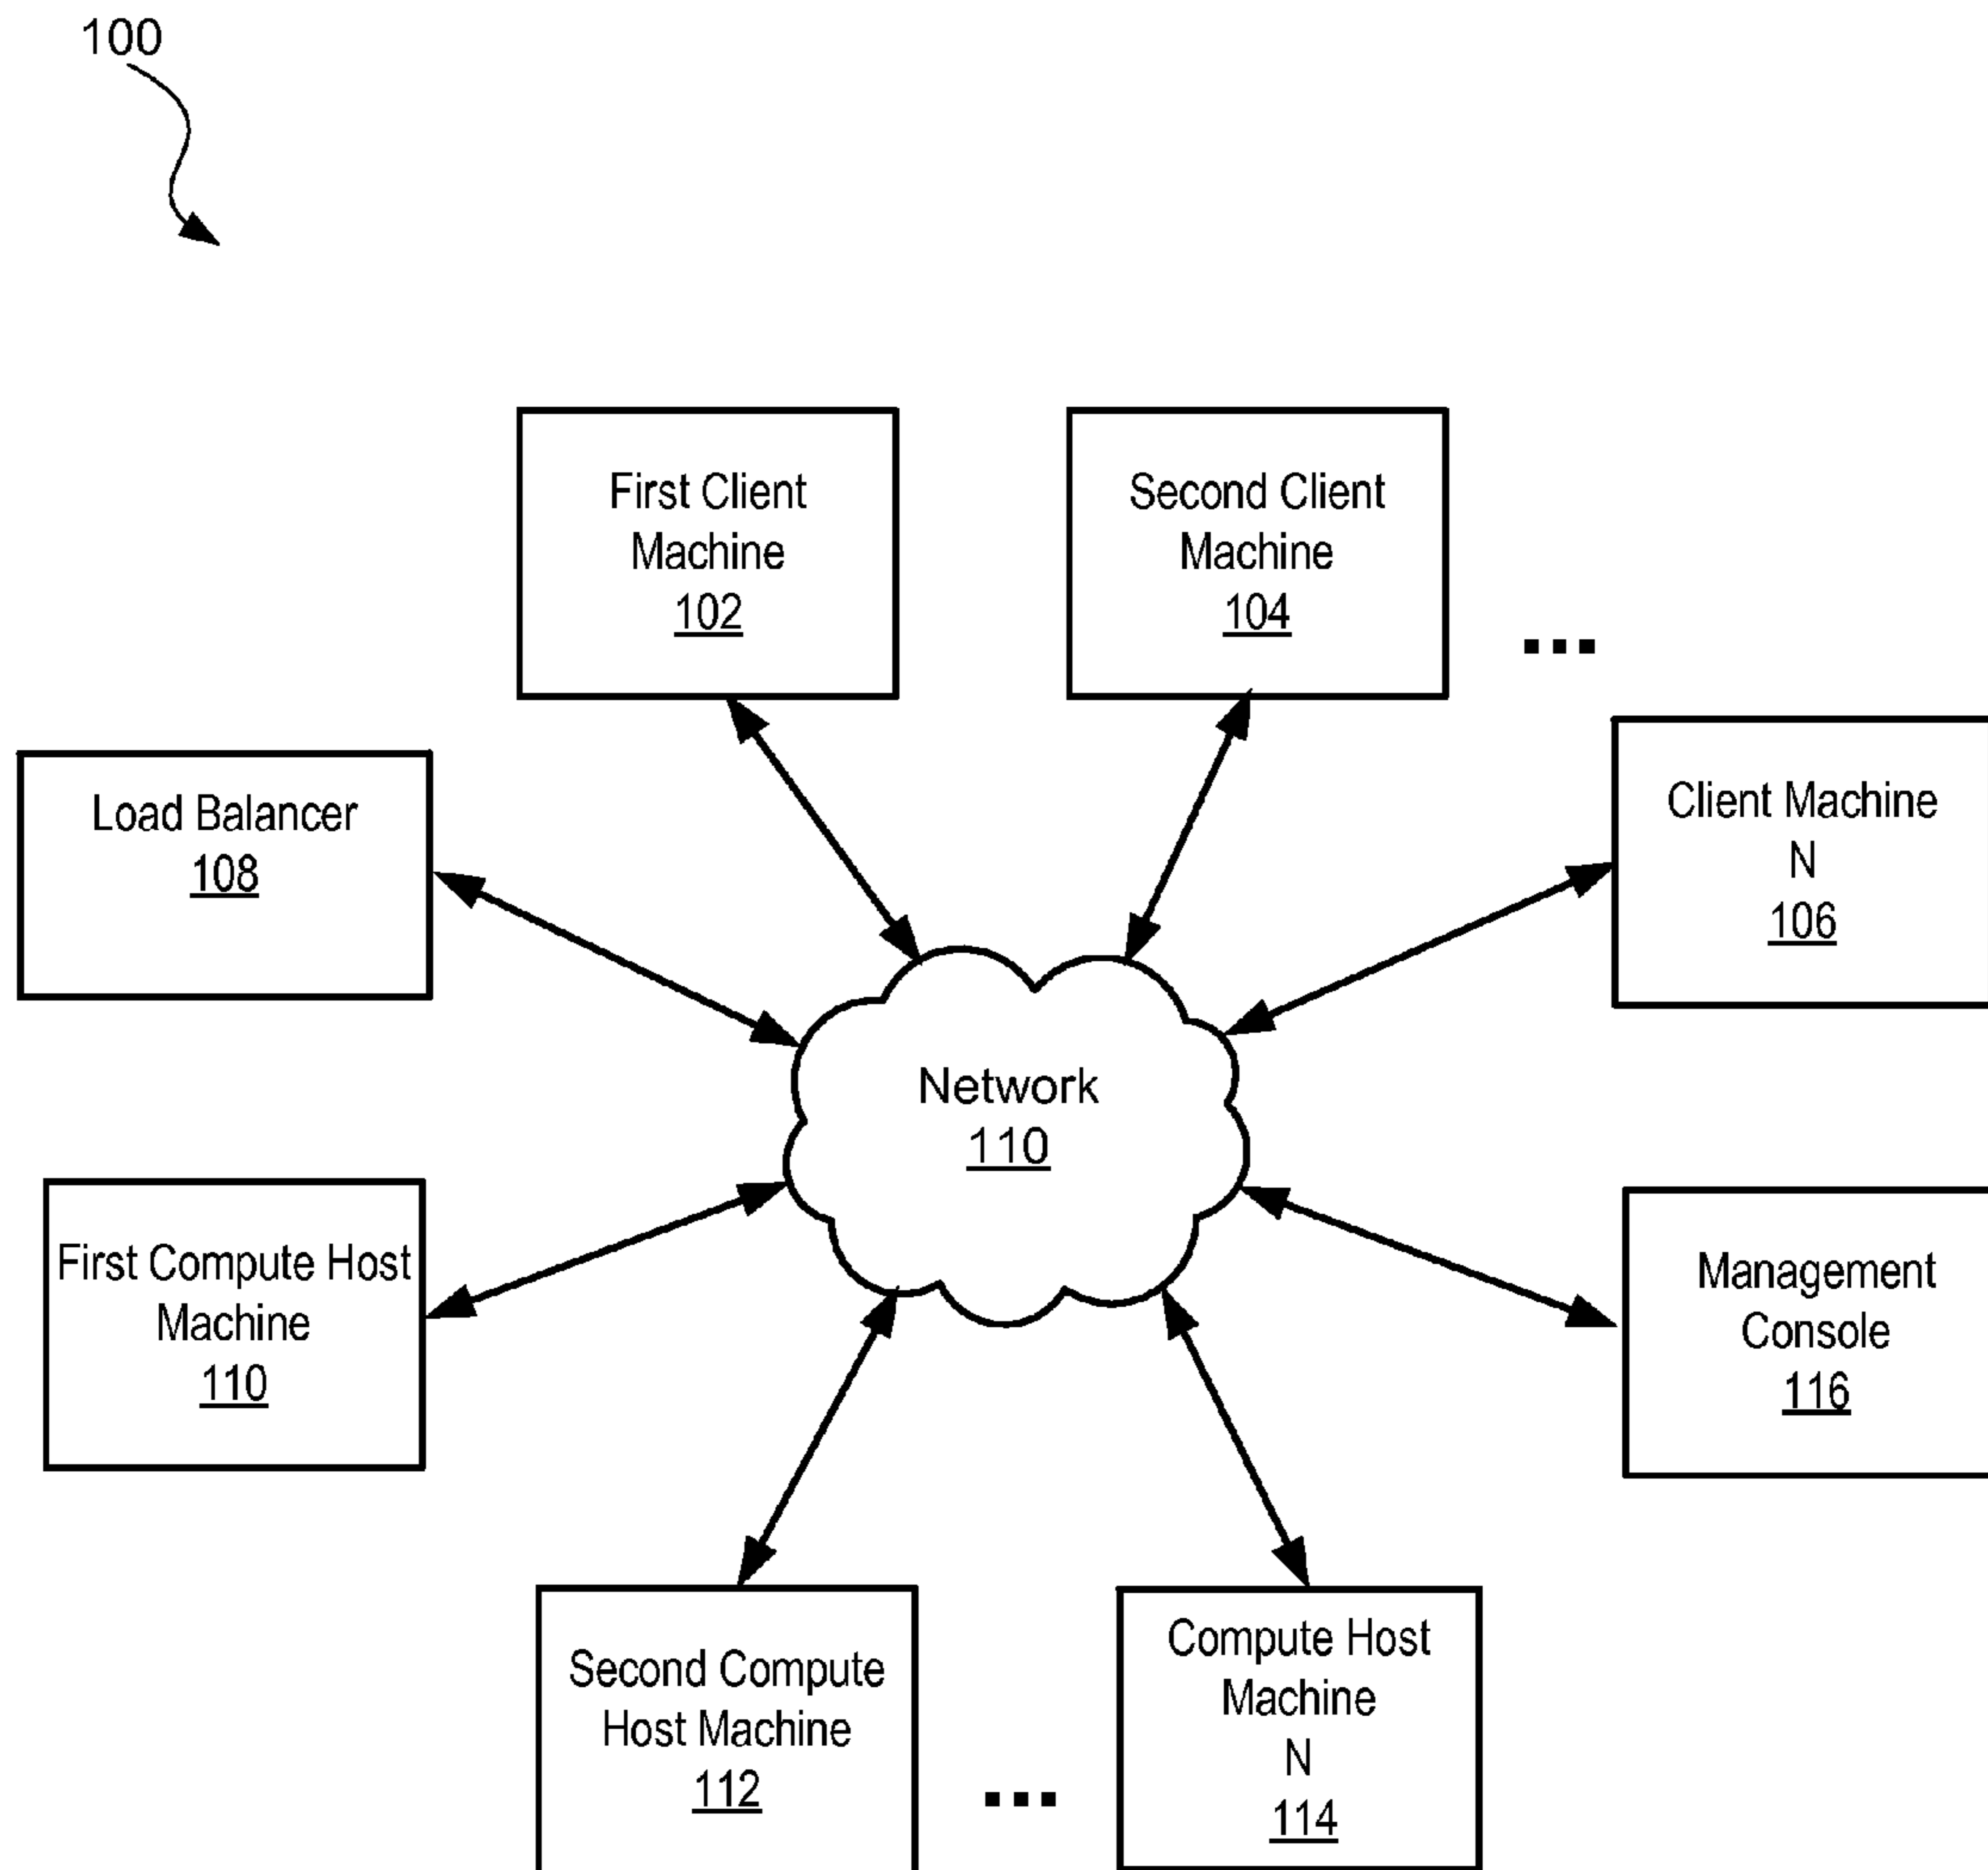 100
First Client
Machine
102
Second Client
Machine
104
...
Load Balancer
108
Client Machine
N
106
Network
110
First Compute Host
Machine
110
Management
Console
116
Second Compute
Host Machine
112
...
Compute Host
Machine
N
114